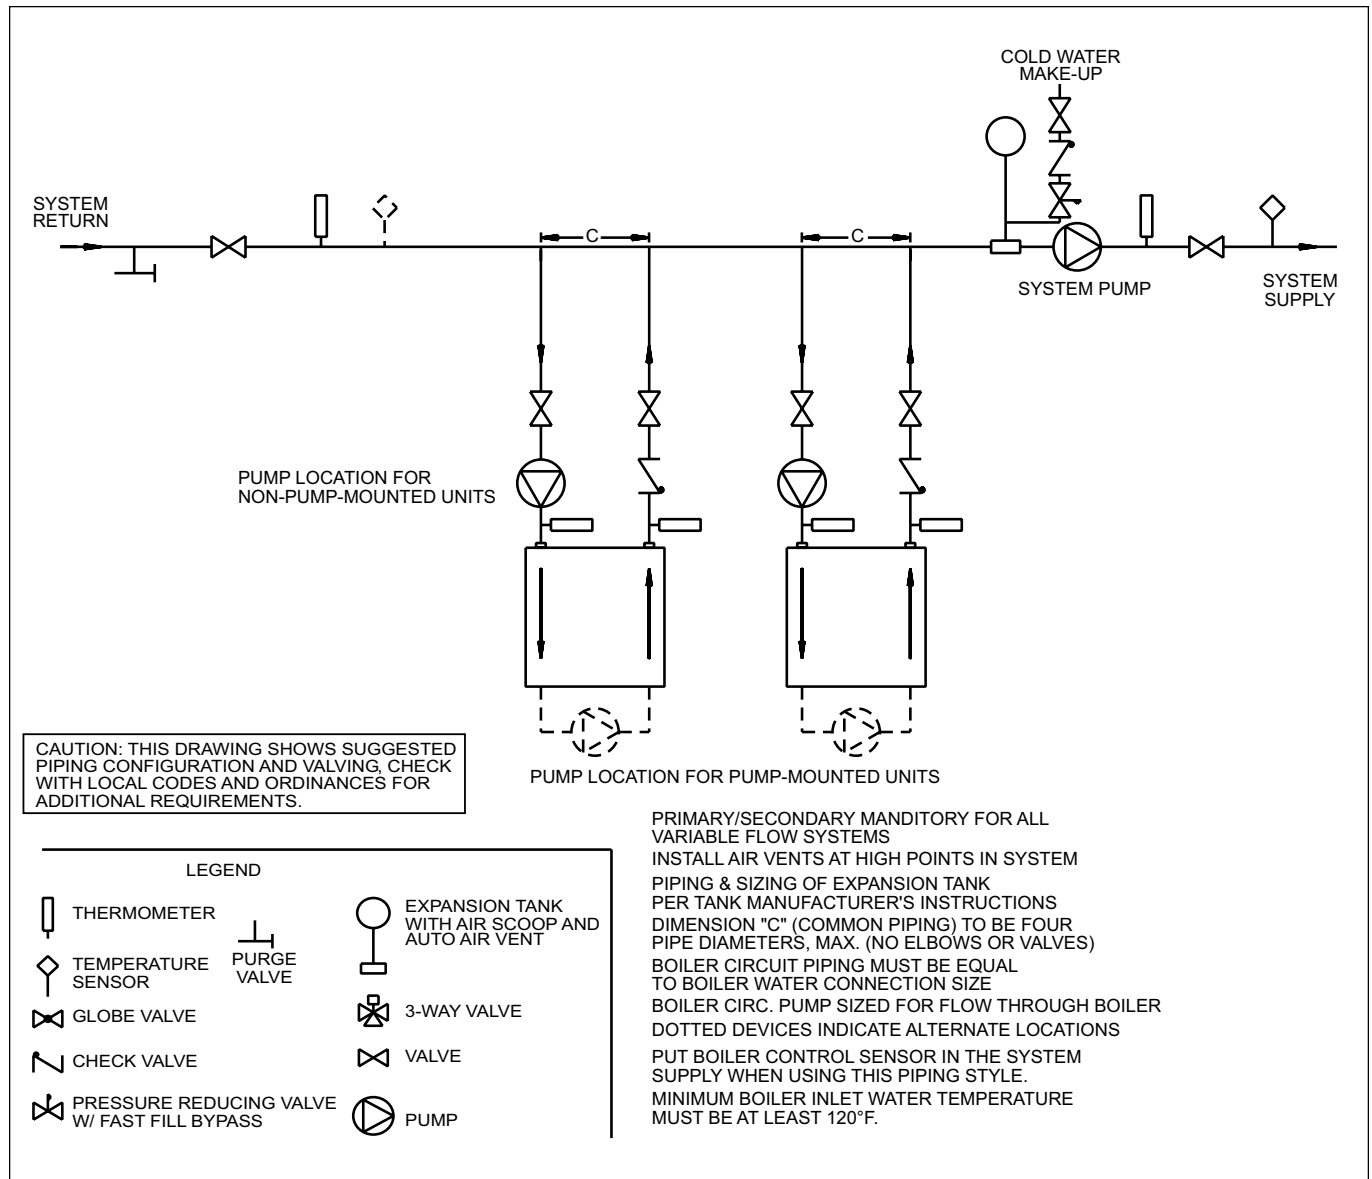 COLD WATER
MAKE-UP
SYSTEM
RETURN
C
C
SYSTEM PUMP
SYSTEM
SUPPLY
PUMP LOCATION FOR
NON-PUMP-MOUNTED UNITS
PUMP LOCATION FOR PUMP-MOUNTED UNITS
CAUTION: THIS DRAWING SHOWS SUGGESTED
PIPING CONFIGURATION AND VALVING, CHECK
WITH LOCAL CODES AND ORDINANCES FOR
ADDITIONAL REQUIREMENTS.
LEGEND
THERMOMETER
TEMPERATURE
SENSOR
GLOBE VALVE
CHECK VALVE
PRESSURE REDUCING VALVE
W/ FAST FILL BYPASS
PURGE
VALVE
EXPANSION TANK
WITH AIR SCOOP AND
AUTO AIR VENT
3-WAY VALVE
VALVE
PUMP
PRIMARY/SECONDARY MANDITORY FOR ALL
VARIABLE FLOW SYSTEMS
INSTALL AIR VENTS AT HIGH POINTS IN SYSTEM
PIPING & SIZING OF EXPANSION TANK
PER TANK MANUFACTURER'S INSTRUCTIONS
DIMENSION "C" (COMMON PIPING) TO BE FOUR
PIPE DIAMETERS, MAX. (NO ELBOWS OR VALVES)
BOILER CIRCUIT PIPING MUST BE EQUAL
TO BOILER WATER CONNECTION SIZE
BOILER CIRC. PUMP SIZED FOR FLOW THROUGH BOILER
DOTTED DEVICES INDICATE ALTERNATE LOCATIONS
PUT BOILER CONTROL SENSOR IN THE SYSTEM
SUPPLY WHEN USING THIS PIPING STYLE.
MINIMUM BOILER INLET WATER TEMPERATURE
MUST BE AT LEAST 120°F.